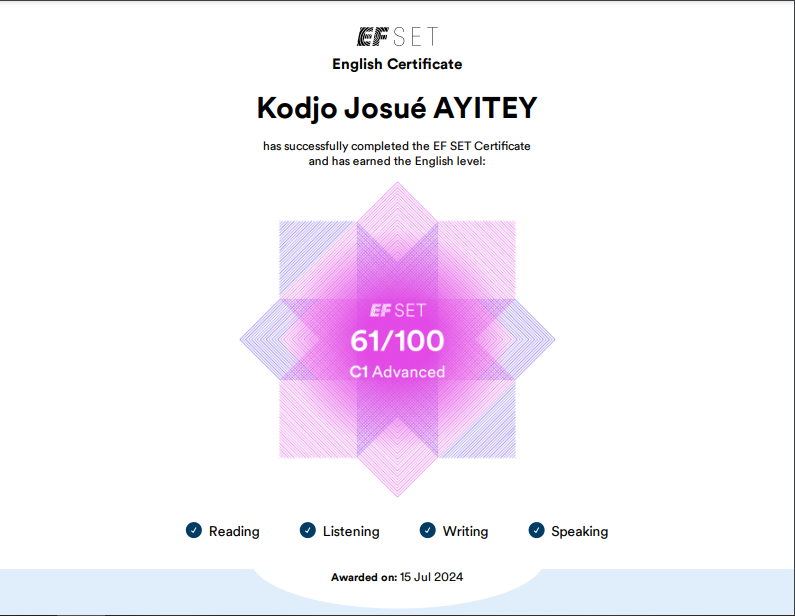 EF SET
English Certificate
Kodjo Josué AYITEY
has successfully completed the EF SET Certificate
and has earned the English level:
EF SET
61/100
C1 Advanced
Reading Listening Writing Speaking
Awarded on: 15 Jul 2024